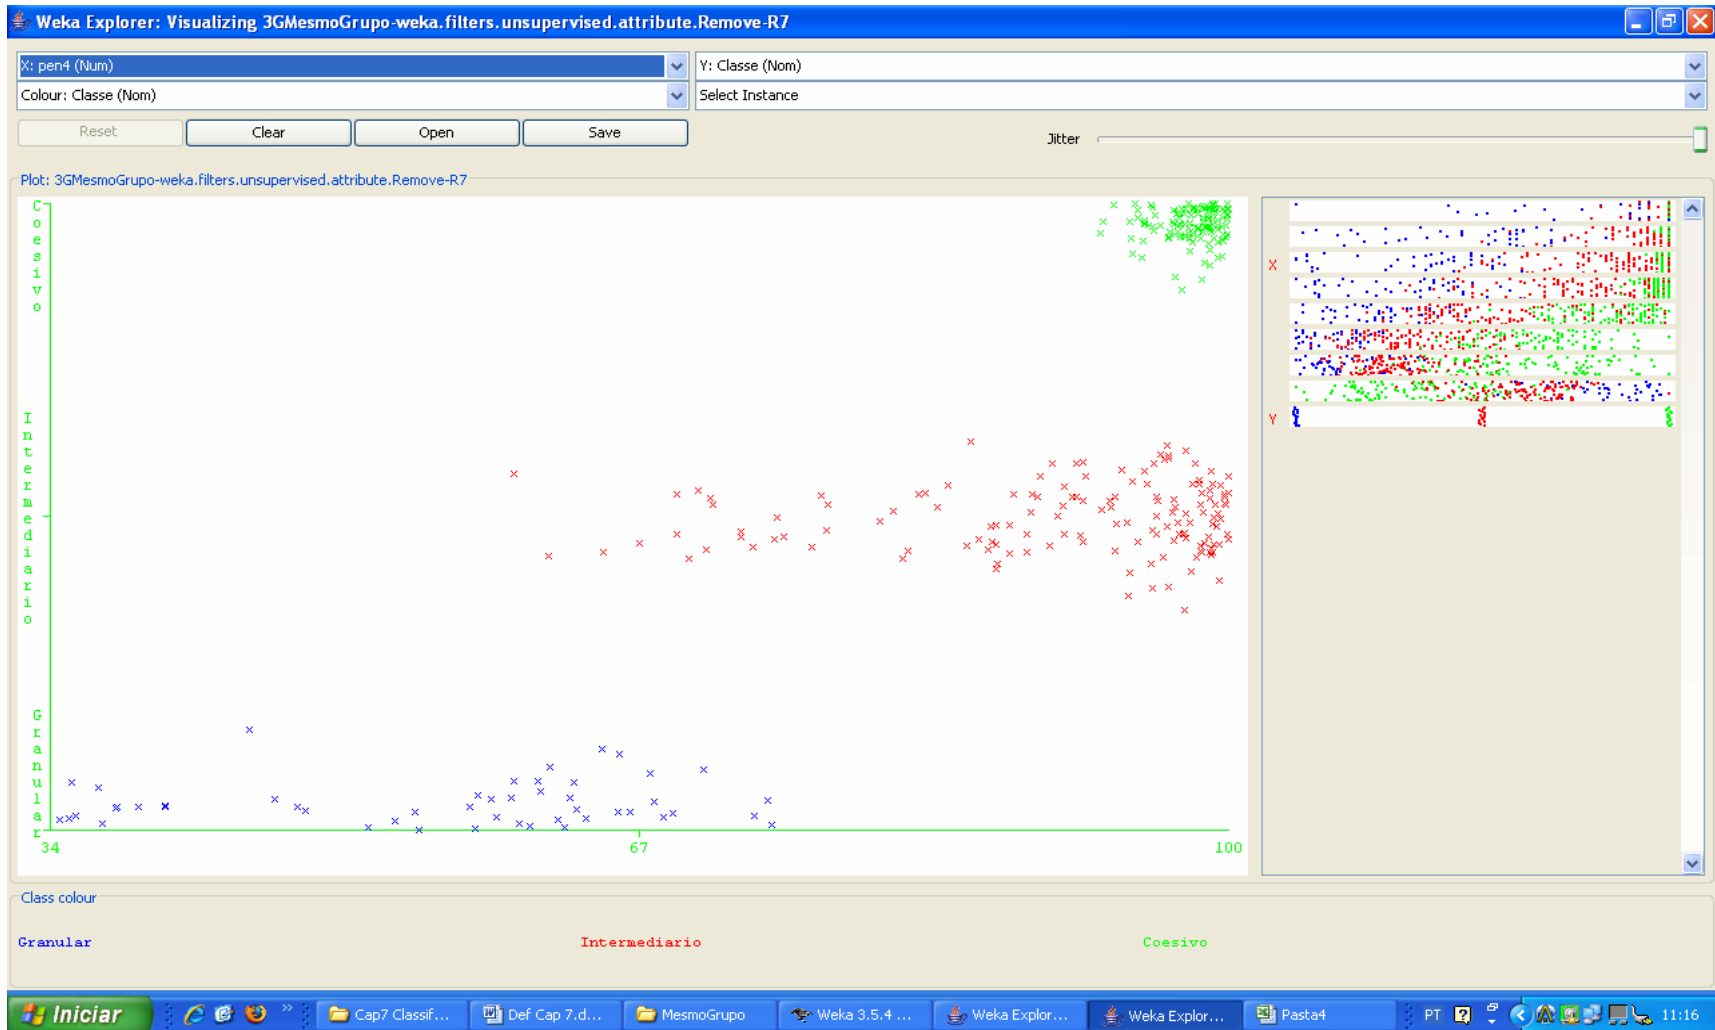 Weka Explorer: Visualizing 3GMesmoGrupo-weka.filters.unsupervised.attribute.Remove-R7
X: pen4 (Num)
Y: Classe (Nom)
Colour: Classe (Nom)
Select Instance
Reset
Clear
Open
Save
Jitter
Plot: 3GMesmoGrupo-weka.filters.unsupervised.attribute.Remove-R7
Coesivo
Intermediario
Granular
34
67
100
X
Y
Class colour
Granular
Intermediario
Coesivo
Iniciar
Cap7 Classif...
Def Cap 7.d...
MesmoGrupo
Weka 3.5.4 ...
Weka Explor...
Weka Explor...
Pasta4
PT
11:16